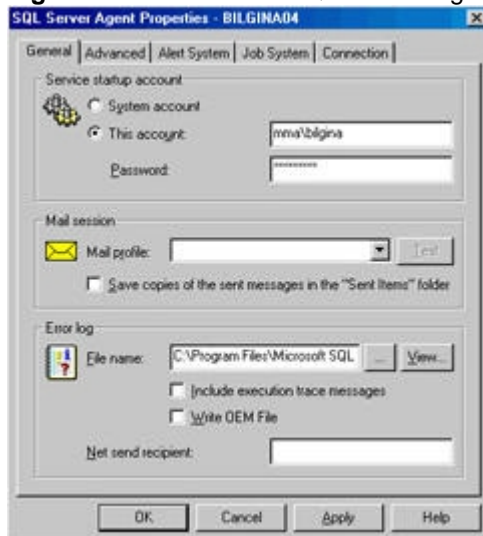 SQL Server Agent Properties - BILGINA04
General Advanced Alert System Job System Connection
Service startup account
System account
This account: mma\bilgina
Password: *********
Mail session
Mail profile: Test
Save copies of the sent messages in the "Sent Items" folder
Error log
File name: C:\Program Files\Microsoft SQL ... View...
Include execution trace messages
Write OEM File
Net send recipient:
OK Cancel Apply Help